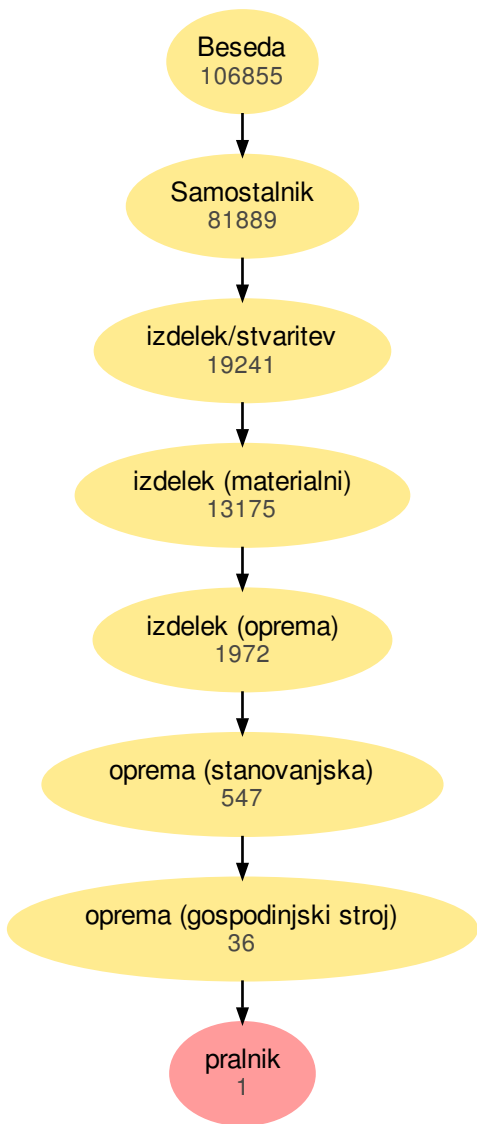 Beseda
106855
Samostalnik
81889
izdelek/stvaritev
19241
izdelek (materialni)
13175
izdelek (oprema)
1972
oprema (stanovanjska)
547
oprema (gospodinjski stroj)
36
pralnik
1